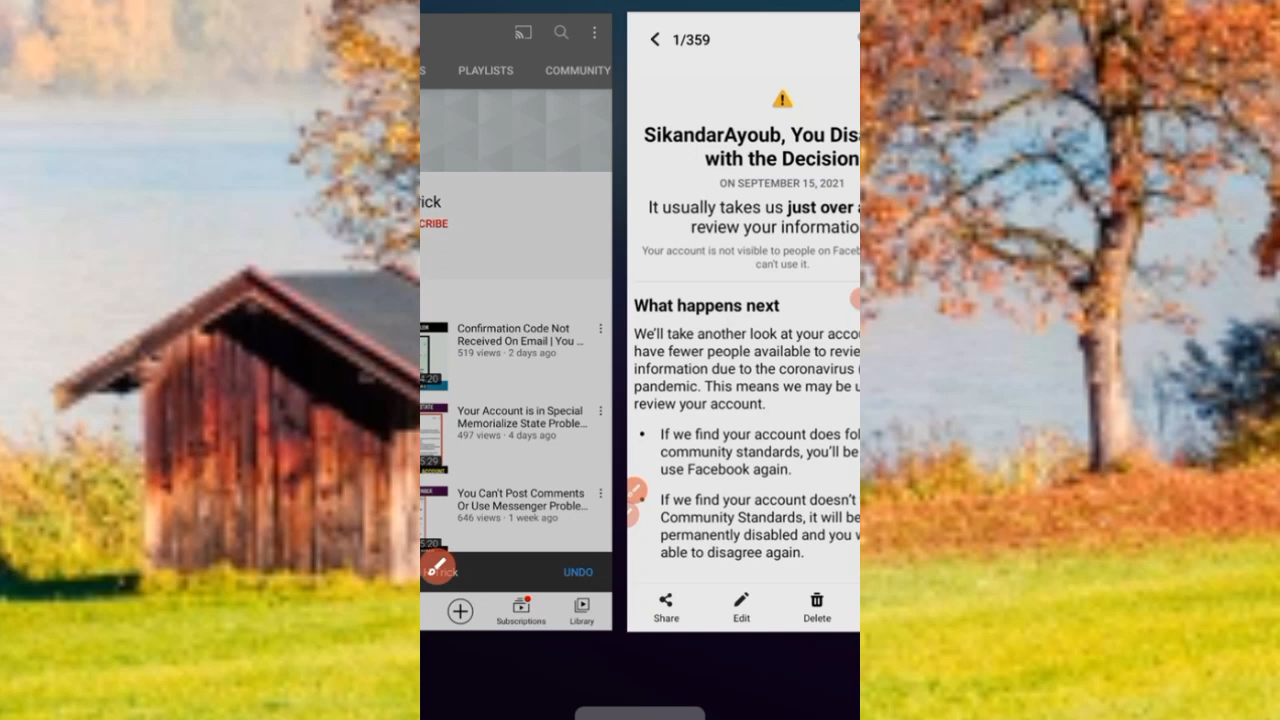 PLAYLISTS COMMUNITY
CRIBE
Confirmation Code Not
Received On Email | You ...
519 views · 2 days ago
4:20
Your Account is in Special
Memorialize State Proble...
497 views · 4 days ago
5:29
You Can't Post Comments
Or Use Messenger Proble...
646 views · 1 week ago
5:20
UNDO
Subscriptions
Library
1/359
SikandarAyoub, You Dis
with the Decision
ON SEPTEMBER 15, 2021
It usually takes us just over
review your informatio
Your account is not visible to people on Faceb
can't use it.
What happens next
We'll take another look at your acco
have fewer people available to revie
information due to the coronavirus
pandemic. This means we may be u
review your account.
• If we find your account does fol
community standards, you'll be
use Facebook again.
• If we find your account doesn't
Community Standards, it will be
permanently disabled and you w
able to disagree again.
Share
Edit
Delete